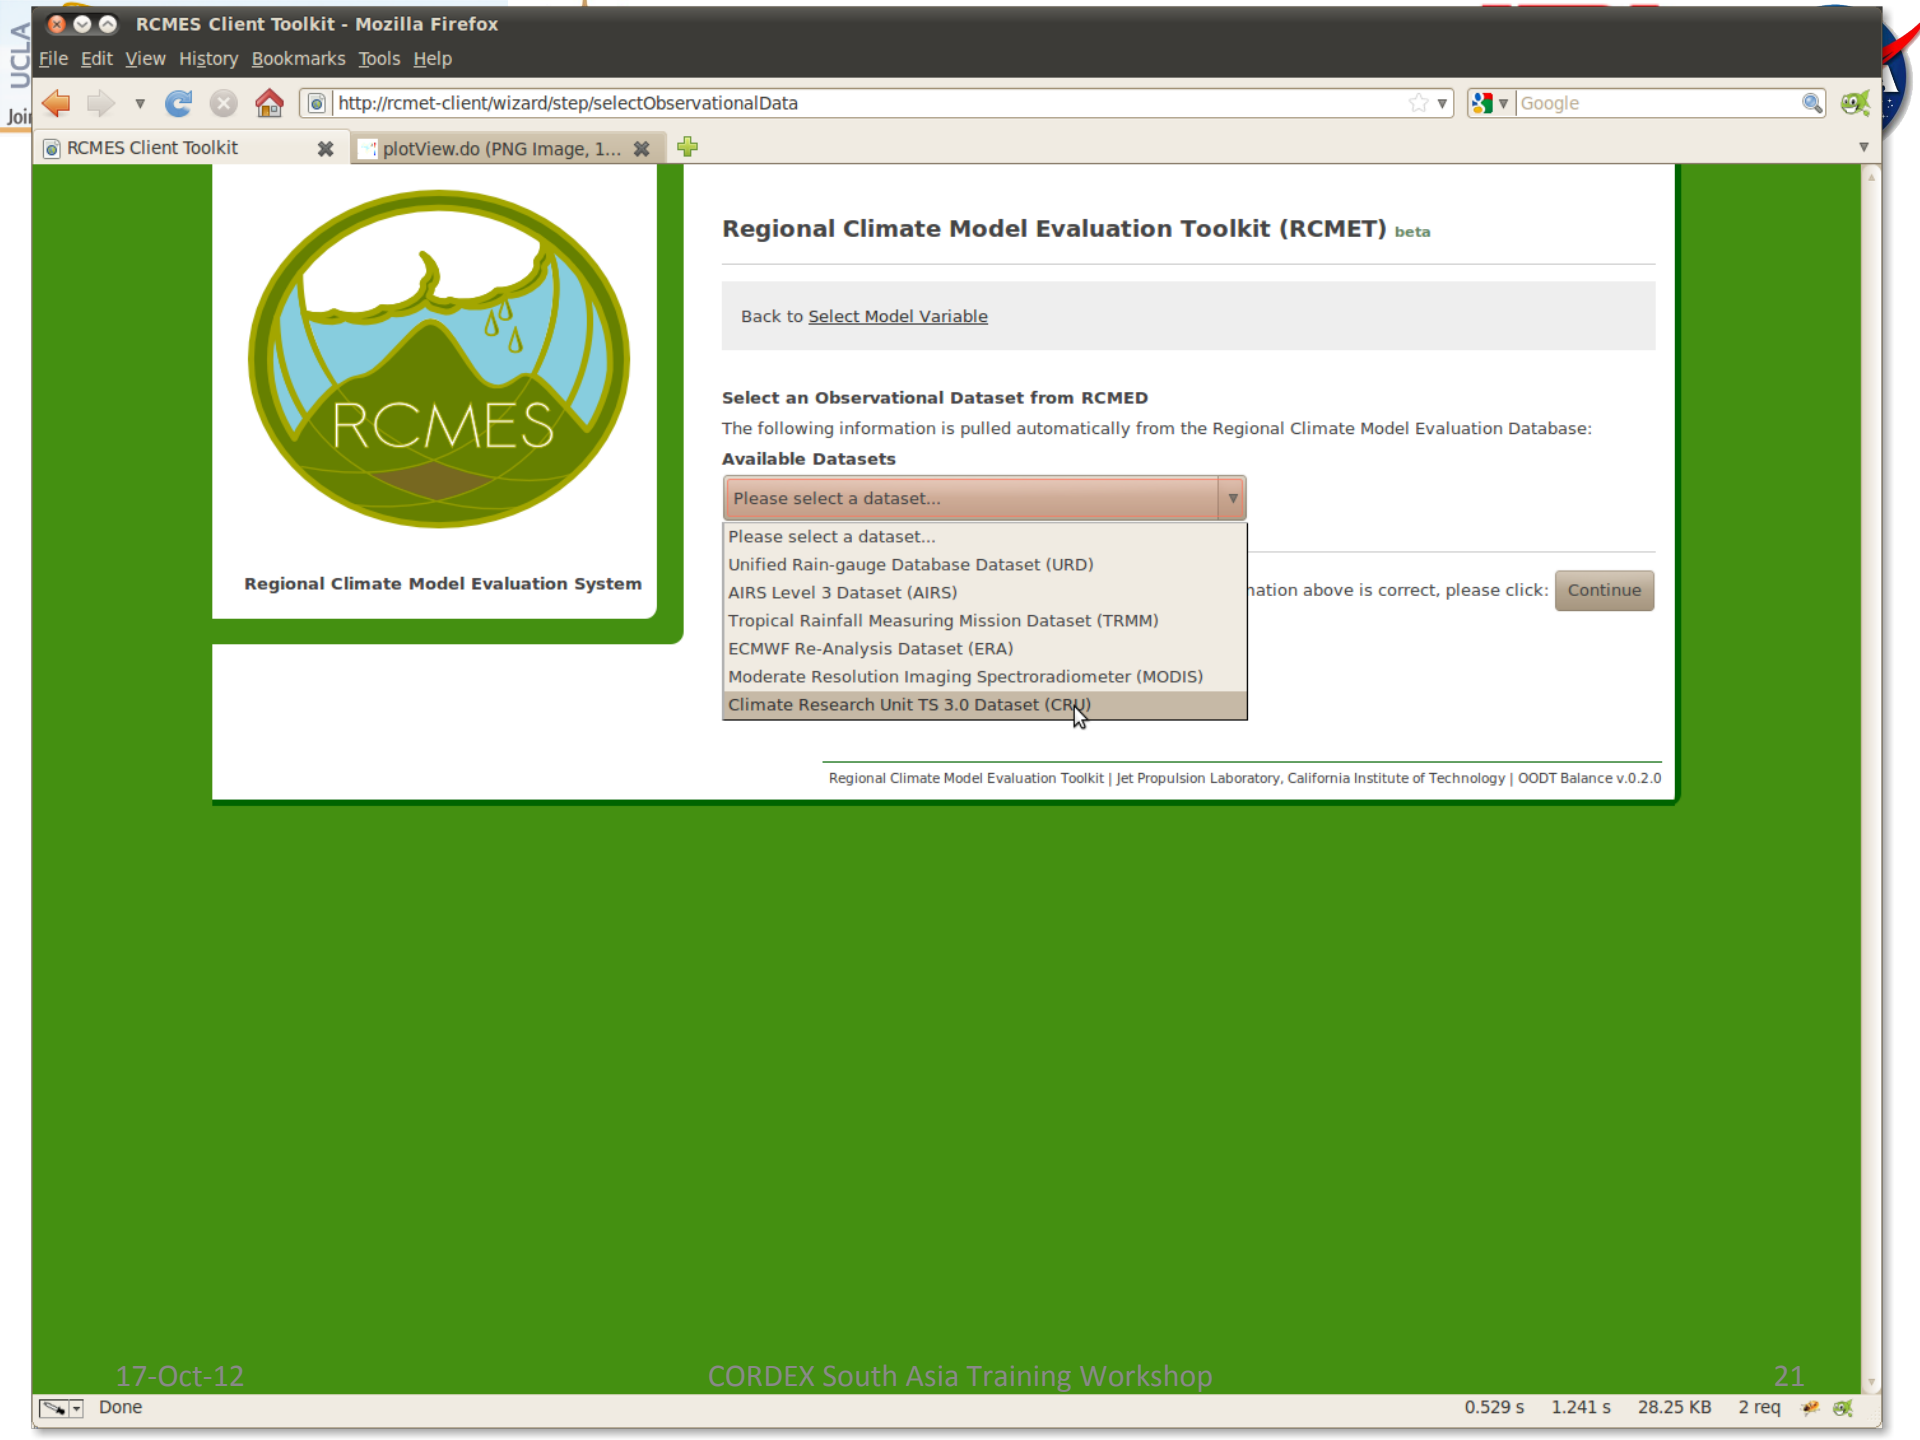 UCLA
Joi
RCMES Client Toolkit - Mozilla Firefox
File Edit View History Bookmarks Tools Help
http://rcmet-client/wizard/step/selectObservationalData
Google
RCMES Client Toolkit
plotView.do (PNG Image, 1...
RCMES
Regional Climate Model Evaluation System
Regional Climate Model Evaluation Toolkit (RCMET) beta
Back to Select Model Variable
Select an Observational Dataset from RCMED
The following information is pulled automatically from the Regional Climate Model Evaluation Database:
Available Datasets
Please select a dataset...
Please select a dataset...
Unified Rain-gauge Database Dataset (URD)
AIRS Level 3 Dataset (AIRS)
Tropical Rainfall Measuring Mission Dataset (TRMM)
ECMWF Re-Analysis Dataset (ERA)
Moderate Resolution Imaging Spectroradiometer (MODIS)
Climate Research Unit TS 3.0 Dataset (CRU)
mation above is correct, please click: Continue
Regional Climate Model Evaluation Toolkit | Jet Propulsion Laboratory, California Institute of Technology | OODT Balance v.0.2.0
17-Oct-12
CORDEX South Asia Training Workshop
21
Done
0.529 s 1.241 s 28.25 KB 2 req